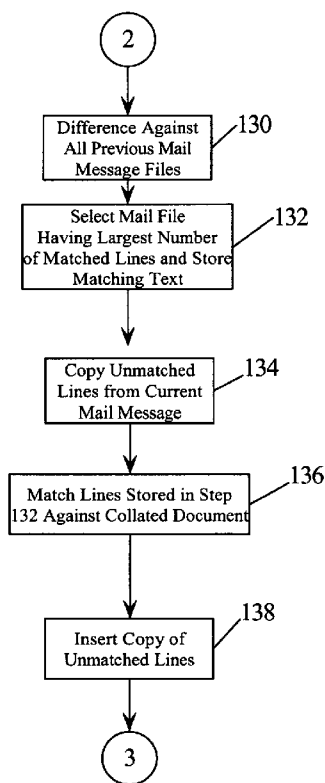 2
Difference Against
All Previous Mail
Message Files
130
Select Mail File
Having Largest Number
of Matched Lines and Store
Matching Text
132
Copy Unmatched
Lines from Current
Mail Message
134
Match Lines Stored in Step
132 Against Collated Document
136
Insert Copy of
Unmatched Lines
138
3